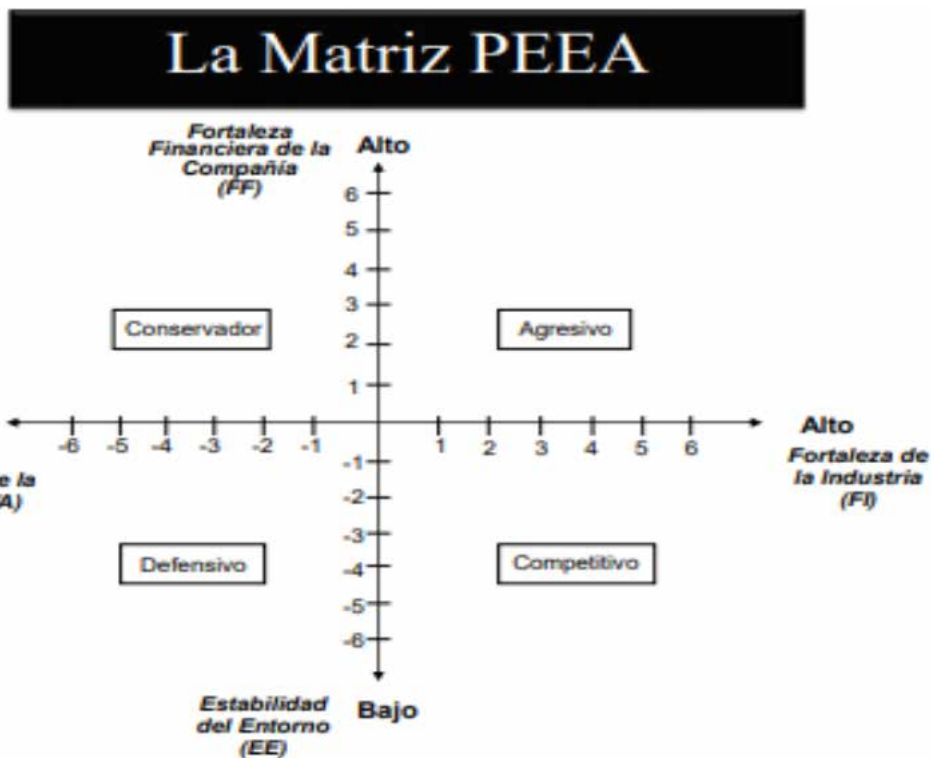 La Matriz PEEA
Fortaleza
Financiera de la
Compañía
(FF)
Alto
6
5
4
3
2
1
Conservador
Agresivo
-6 -5 -4 -3 -2 -1 1 2 3 4 5 6
Alto
Fortaleza de
la Industria
(FI)
la
A)
-1
-2
-3
-4
-5
-6
Defensivo
Competitivo
Estabilidad
del Entorno
(EE)
Bajo